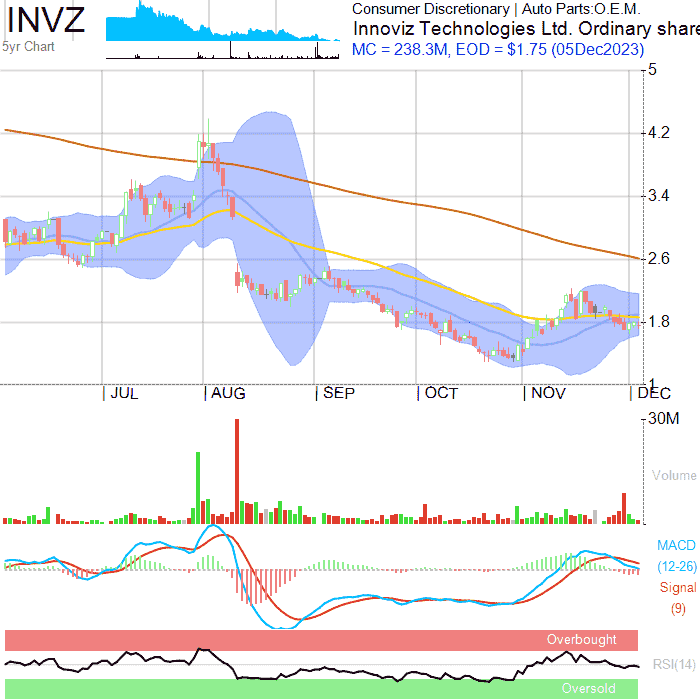 INVZ
5yr Chart
Consumer Discretionary | Auto Parts:O.E.M.
Innoviz Technologies Ltd. Ordinary share
MC = 238.3M, EOD = $1.75 (05Dec2023)
5
4.2
3.4
2.6
1.8
1
JUL AUG SEP OCT NOV DEC
30M
Volume
MACD
(12-26)
Signal
(9)
Overbought
RSI(14)
Oversold